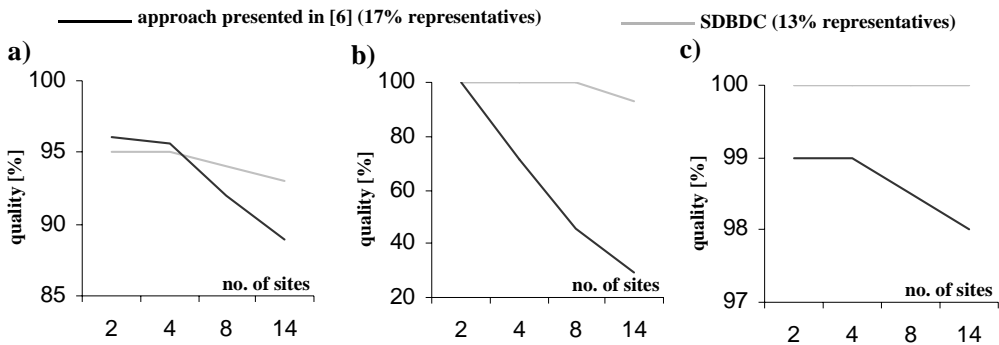 approach presented in [6] (17% representatives)
SDBDC (13% representatives)
a)
100
95
90
85
quality [%]
no. of sites
2 4 8 14
b)
100
80
60
40
20
quality [%]
no. of sites
2 4 8 14
c)
100
99
98
97
quality [%]
no. of sites
2 4 8 14